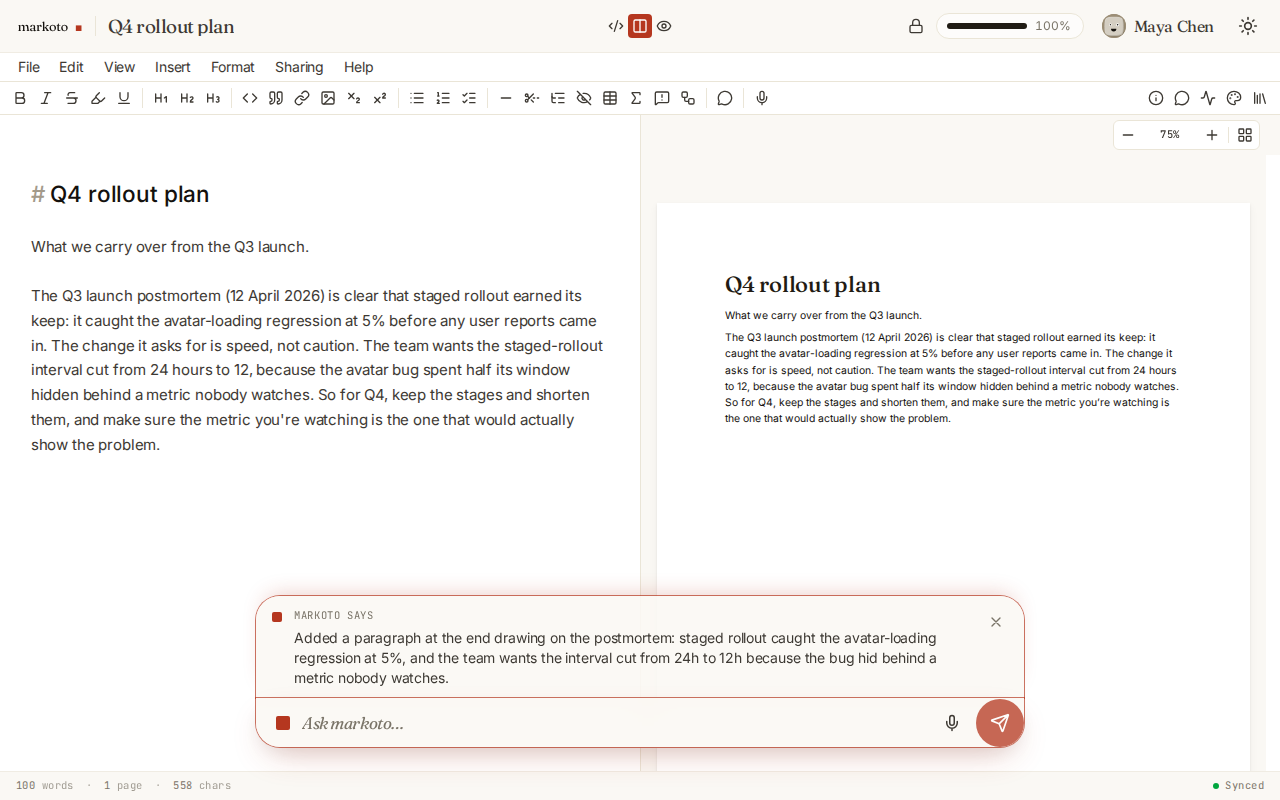 markoto
Q4 rollout plan
100%
Maya Chen
File Edit View Insert Format Sharing Help
H1 H2 H3
75%
# Q4 rollout plan
What we carry over from the Q3 launch.
The Q3 launch postmortem (12 April 2026) is clear that staged rollout earned its
keep: it caught the avatar-loading regression at 5% before any user reports came
in. The change it asks for is speed, not caution. The team wants the staged-rollout
interval cut from 24 hours to 12, because the avatar bug spent half its window
hidden behind a metric nobody watches. So for Q4, keep the stages and shorten
them, and make sure the metric you're watching is the one that would actually
show the problem.
Q4 rollout plan
What we carry over from the Q3 launch.
The Q3 launch postmortem (12 April 2026) is clear that staged rollout earned its keep: it
caught the avatar-loading regression at 5% before any user reports came in. The change it
asks for is speed, not caution. The team wants the staged-rollout interval cut from 24 hours
to 12, because the avatar bug spent half its window hidden behind a metric nobody watches.
So for Q4, keep the stages and shorten them, and make sure the metric you're watching is
the one that would actually show the problem.
MARKOTO SAYS
Added a paragraph at the end drawing on the postmortem: staged rollout caught the avatar-loading
regression at 5%, and the team wants the interval cut from 24h to 12h because the bug hid behind a
metric nobody watches.
Ask markoto...
100 words · 1 page · 558 chars
Synced